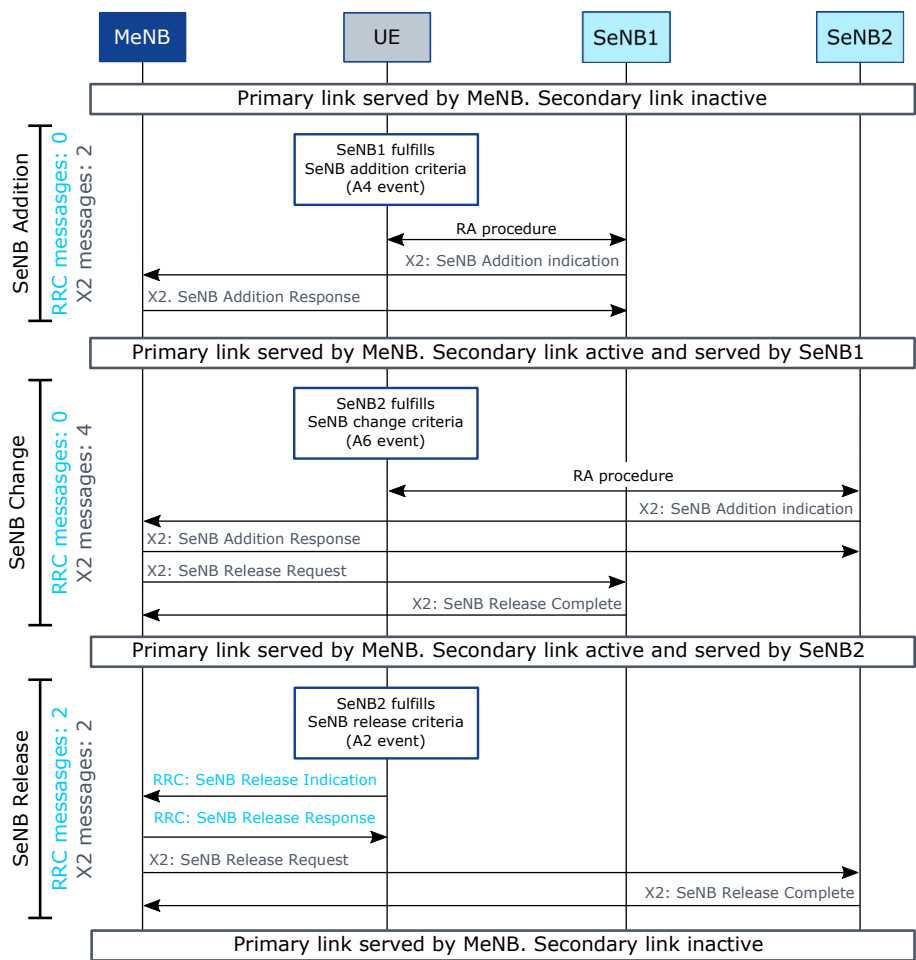 MeNB
UE
SeNB1
SeNB2
Primary link served by MeNB. Secondary link inactive
SeNB Addition
RRC messasges: 0
X2 messages: 2
SeNB1 fulfills
SeNB addition criteria
(A4 event)
RA procedure
X2: SeNB Addition indication
X2. SeNB Addition Response
Primary link served by MeNB. Secondary link active and served by SeNB1
SeNB Change
RRC messasges: 0
X2 messages: 4
SeNB2 fulfills
SeNB change criteria
(A6 event)
RA procedure
X2: SeNB Addition indication
X2: SeNB Addition Response
X2: SeNB Release Request
X2: SeNB Release Complete
Primary link served by MeNB. Secondary link active and served by SeNB2
SeNB Release
RRC messasges: 2
X2 messages: 2
SeNB2 fulfills
SeNB release criteria
(A2 event)
RRC: SeNB Release Indication
RRC: SeNB Release Response
X2: SeNB Release Request
X2: SeNB Release Complete
Primary link served by MeNB. Secondary link inactive